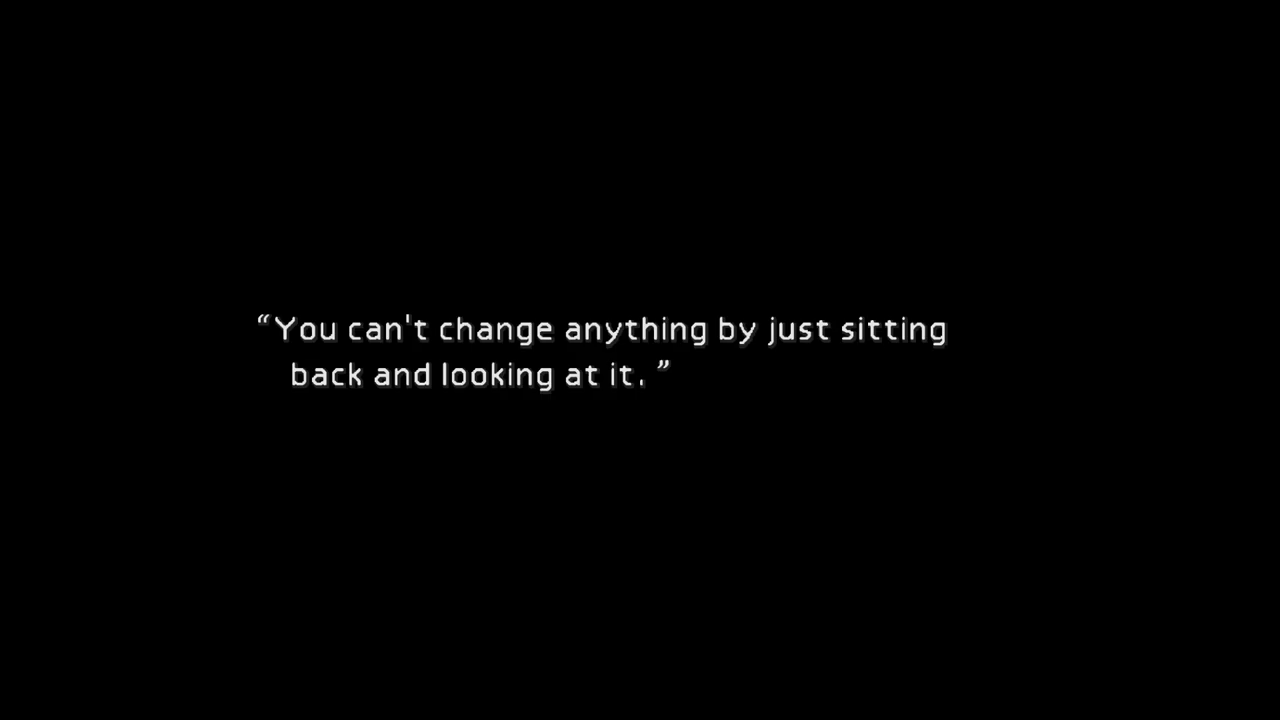 “You can't change anything by just sitting
back and looking at it. ”